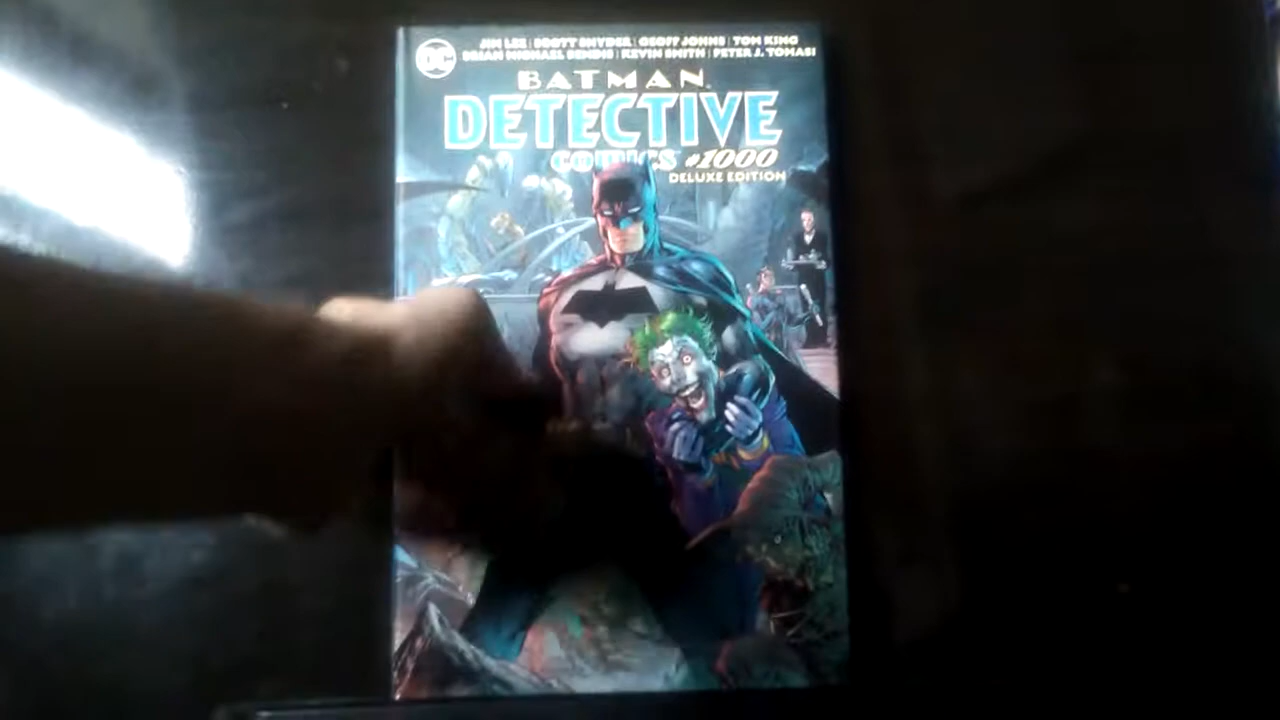 DC
JIM LEE | SCOTT SNYDER | GEOFF JOHNS | TOM KING
BRIAN MICHAEL BENDIS | KEVIN SMITH | PETER J. TOMASI
BATMAN
DETECTIVE
COMICS #1000
DELUXE EDITION